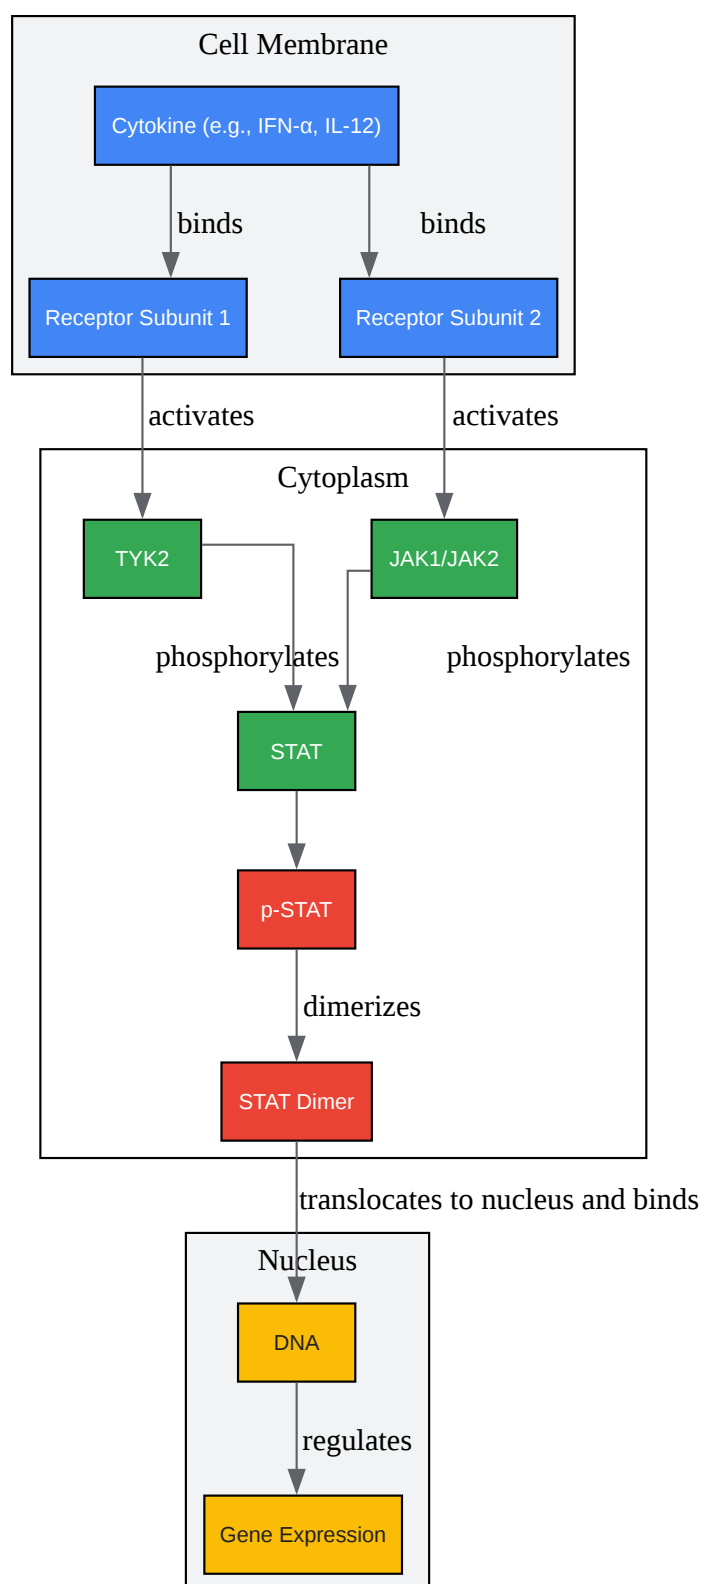 Cell Membrane
Cytokine (e.g., IFN-α, IL-12)
binds
binds
Receptor Subunit 1
Receptor Subunit 2
activates
activates
Cytoplasm
TYK2
JAK1/JAK2
phosphorylates
phosphorylates
STAT
p-STAT
dimerizes
STAT Dimer
translocates to nucleus and binds
Nucleus
DNA
regulates
Gene Expression